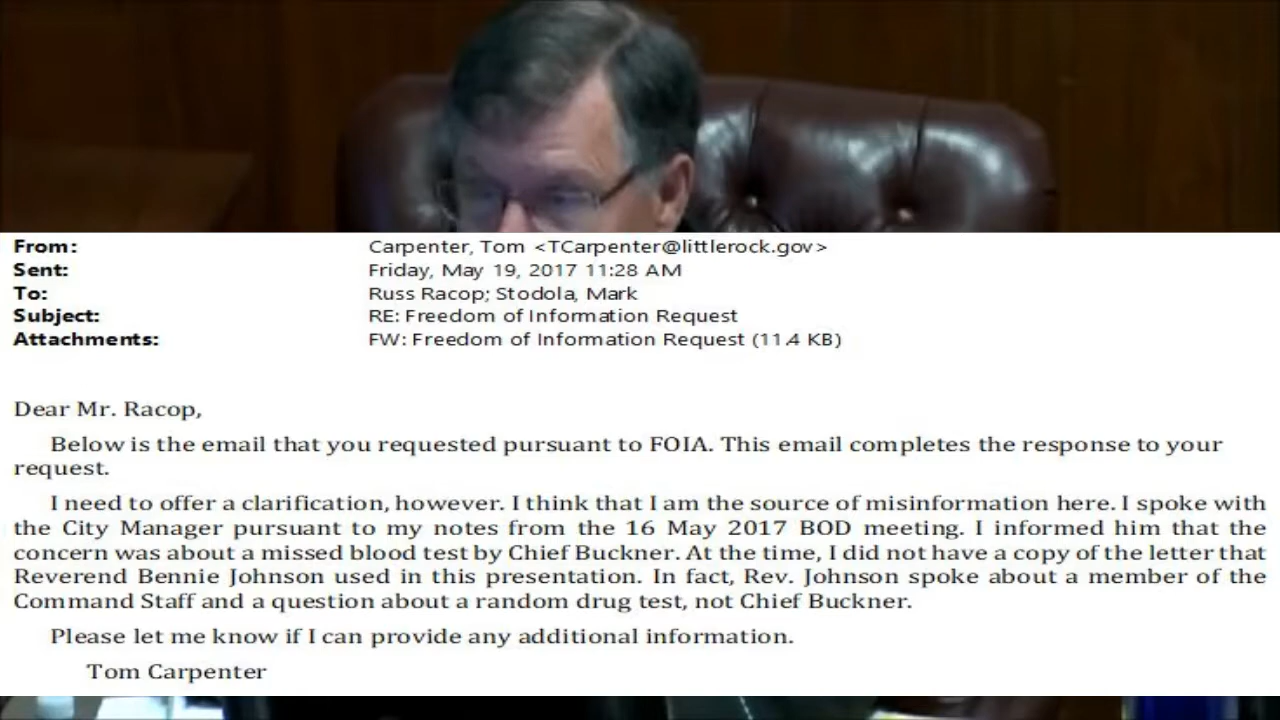 From: Carpenter, Tom <TCarpenter@littlerock.gov>
Sent: Friday, May 19, 2017 11:28 AM
To: Russ Racop; Stodola, Mark
Subject: RE: Freedom of Information Request
Attachments: FW: Freedom of Information Request (11.4 KB)
Dear Mr. Racop,
Below is the email that you requested pursuant to FOIA. This email completes the response to your
request.
I need to offer a clarification, however. I think that I am the source of misinformation here. I spoke with
the City Manager pursuant to my notes from the 16 May 2017 BOD meeting. I informed him that the
concern was about a missed blood test by Chief Buckner. At the time, I did not have a copy of the letter that
Reverend Bennie Johnson used in this presentation. In fact, Rev. Johnson spoke about a member of the
Command Staff and a question about a random drug test, not Chief Buckner.
Please let me know if I can provide any additional information.
Tom Carpenter